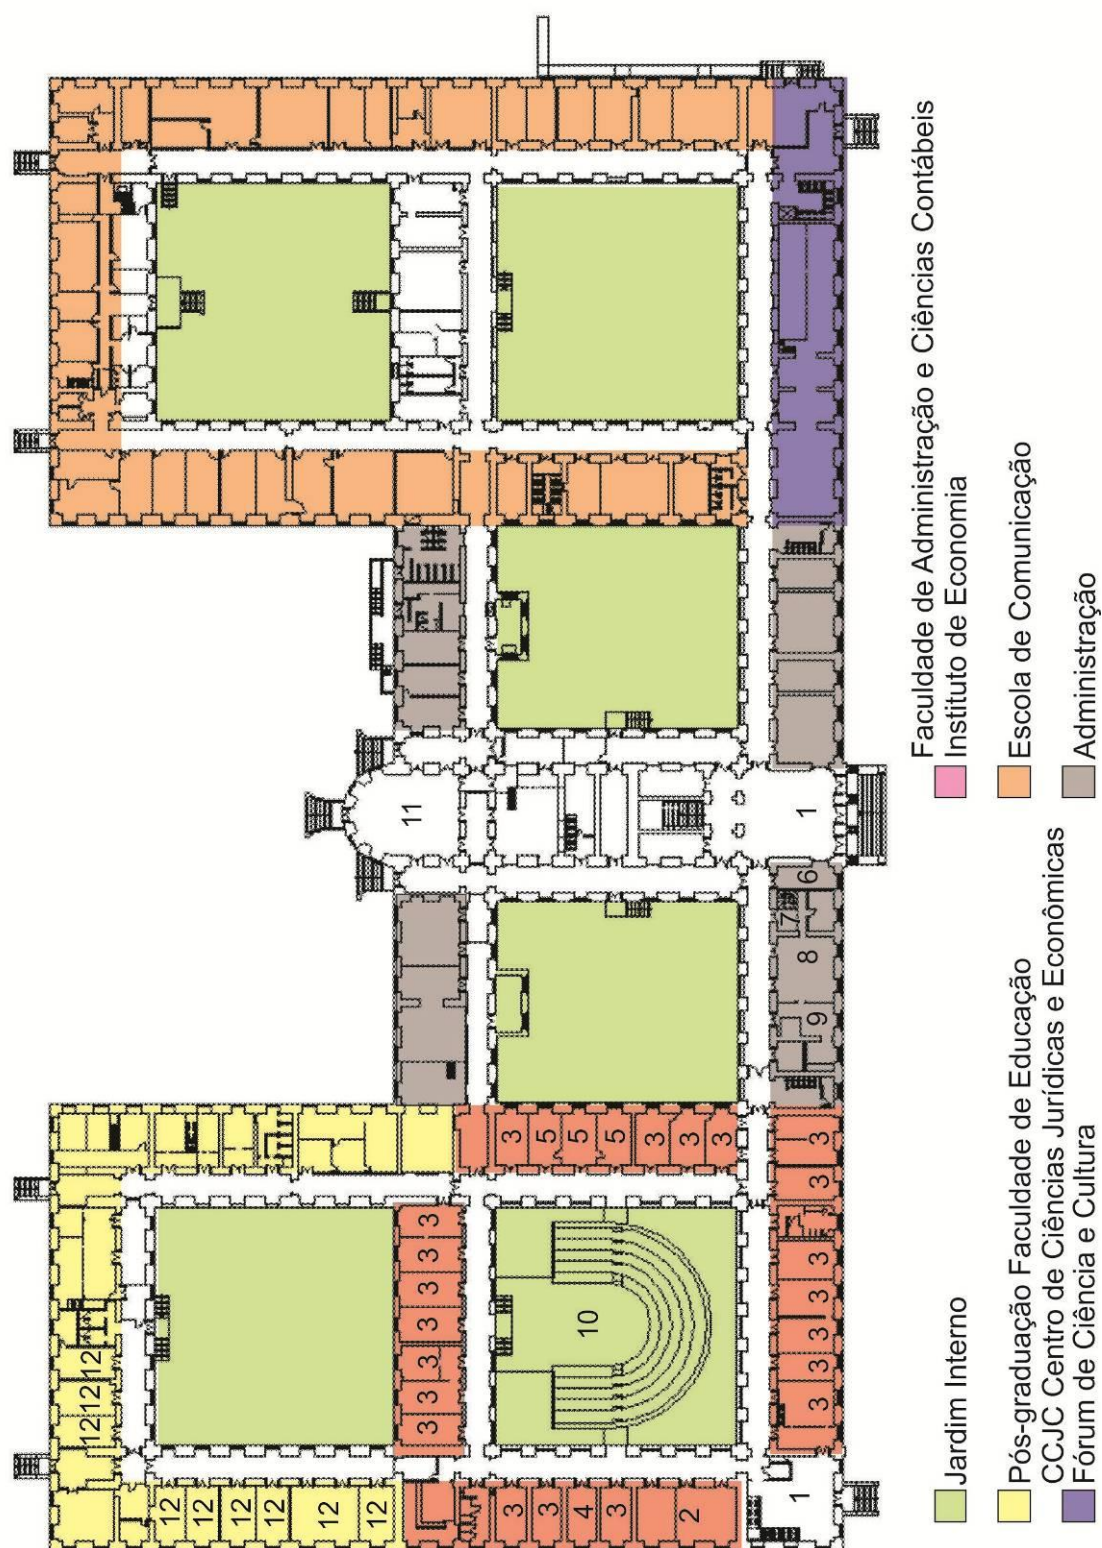 12 12 12
12
12
12
12
12
12
3 3 3 3 3 3 3
11
3 3
3 5
10
4 5
3 5
3
2 3
3
1 3 3 3 3 3 3 3 9 8 7 6 1
Jardim Interno
Pós-graduação Faculdade de Educação
CCJC Centro de Ciências Jurídicas e Econômicas
Fórum de Ciência e Cultura
Faculdade de Administração e Ciências Contábeis
Instituto de Economia
Escola de Comunicação
Administração